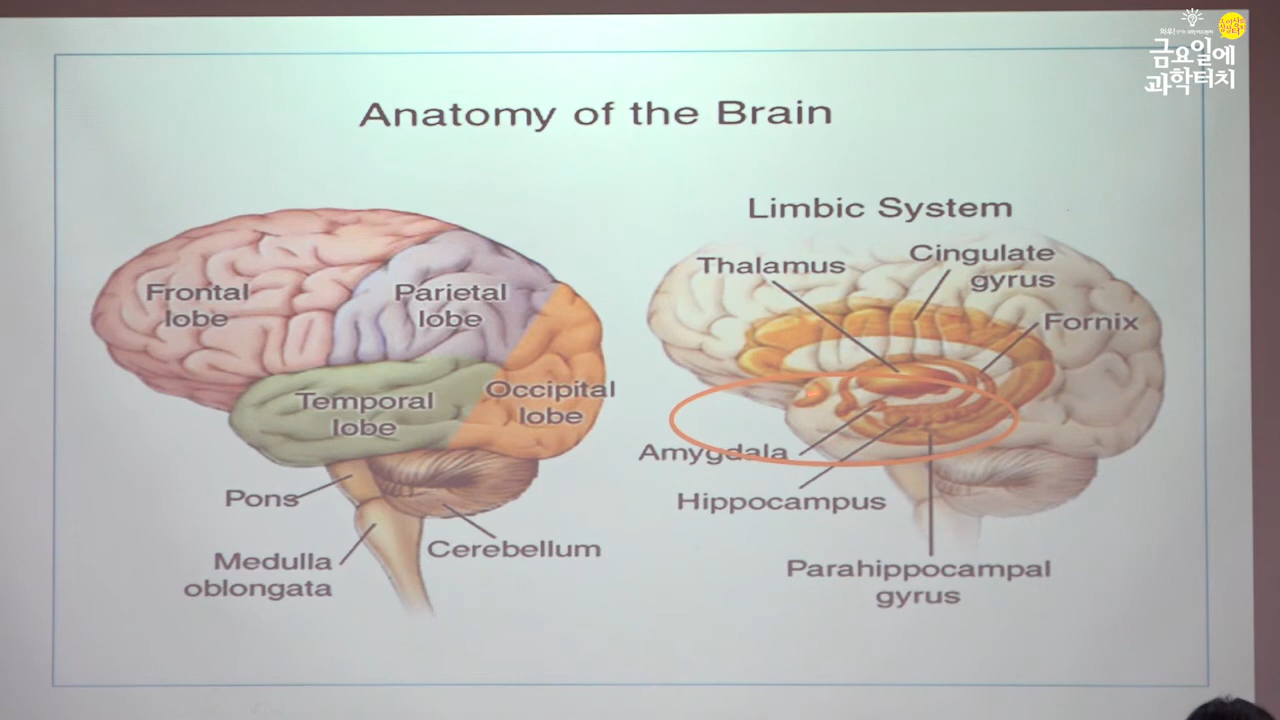 금요일에
과학터치
Anatomy of the Brain
Frontal
lobe
Parietal
lobe
Temporal
lobe
Occipital
lobe
Pons
Medulla
oblongata
Cerebellum
Limbic System
Thalamus
Cingulate
gyrus
Fornix
Amygdala
Hippocampus
Parahippocampal
gyrus